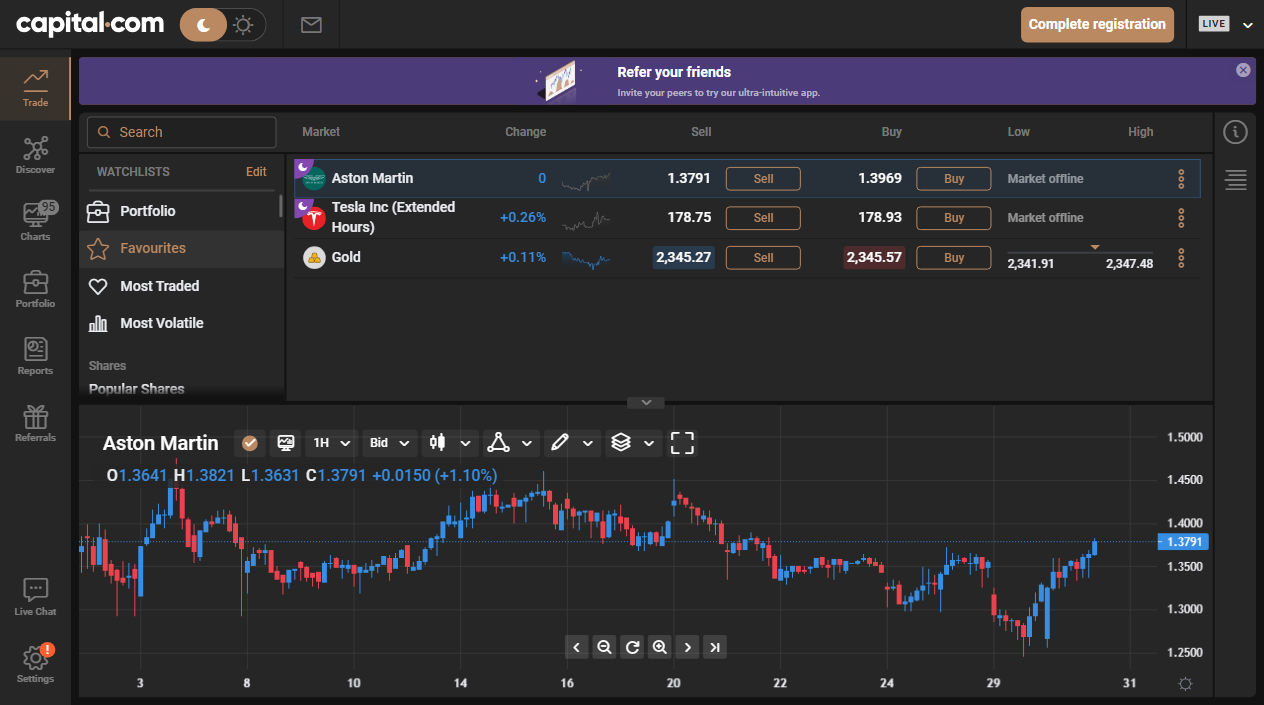 capital.com
Complete registration
LIVE
Refer your friends
Invite your peers to try our ultra-intuitive app.
Trade
Discover
95
Charts
Portfolio
Reports
Referrals
Live Chat
!
Settings
Search
WATCHLISTS Edit
Portfolio
Favourites
Most Traded
Most Volatile
Shares
Popular Shares
Market Change Sell Buy Low High
Aston Martin 0 1.3791 Sell 1.3969 Buy Market offline
Tesla Inc (Extended
Hours) +0.26% 178.75 Sell 178.93 Buy Market offline
Gold +0.11% 2,345.27 Sell 2,345.57 Buy 2,341.91 2,347.48
Aston Martin 1H Bid
O1.3641 H1.3821 L1.3631 C1.3791 +0.0150 (+1.10%)
1.5000
1.4500
1.4000
1.3791
1.3500
1.3000
1.2500
3 8 10 14 16 20 22 24 29 31